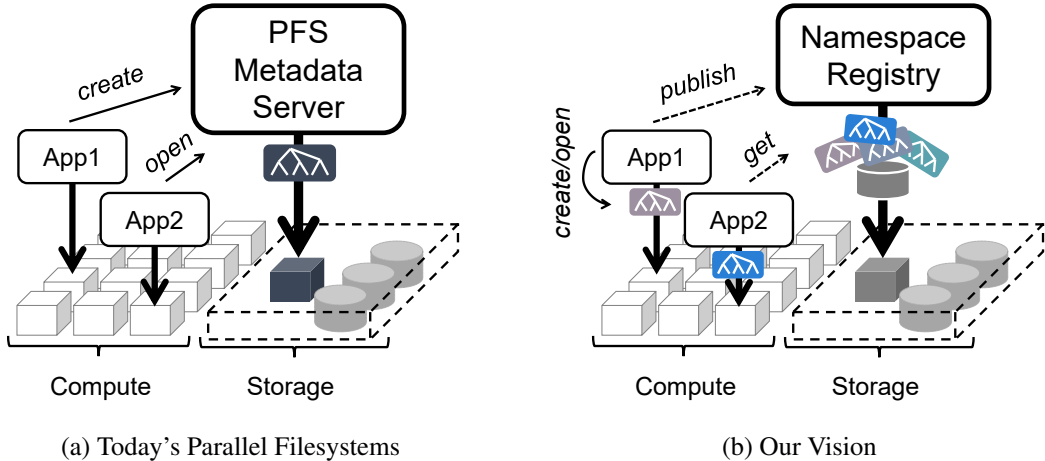 PFS
Metadata
Server
create
App1
open
App2
Compute
Storage
(a) Today's Parallel Filesystems
Namespace
Registry
publish
create/open
App1
get
App2
Compute
Storage
(b) Our Vision